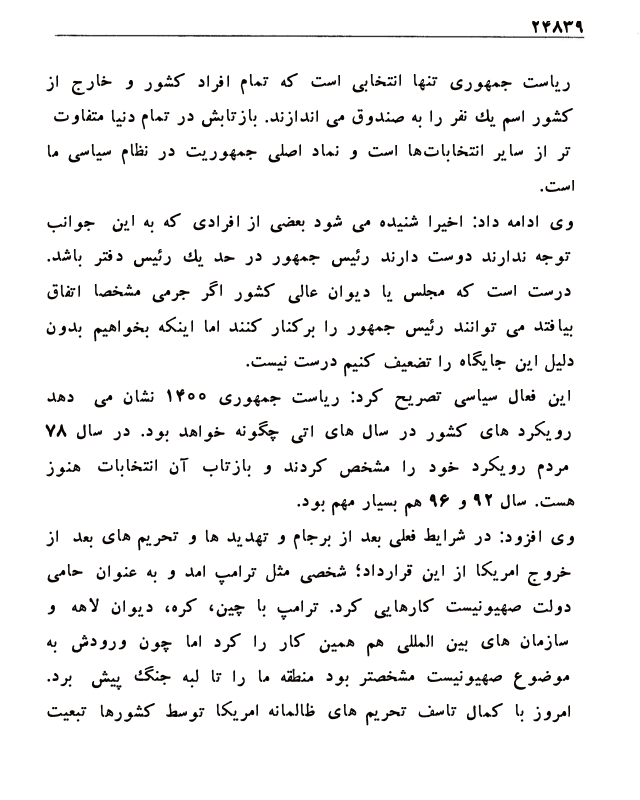 ۲۴۸۳۹
ریاست جمهوری تنها انتخابی است که تمام افراد کشور و خارج از
کشور اسم یك نفر را به صندوق می اندازند. بازتابش در تمام دنیا متفاوت
تر از سایر انتخابات‌ها است و نماد اصلی جمهوریت در نظام سیاسی ما
است.
وی ادامه داد: اخیرا شنیده می شود بعضی از افرادی که به این جوانب
توجه ندارند دوست دارند رئیس جمهور در حد یك رئیس دفتر باشد.
درست است که مجلس یا دیوان عالی کشور اگر جرمی مشخصا اتفاق
بیافتد می توانند رئیس جمهور را برکنار کنند اما اینکه بخواهیم بدون
دلیل این جایگاه را تضعیف کنیم درست نیست.
این فعال سیاسی تصریح کرد: ریاست جمهوری ۱۴۰۰ نشان می دهد
رویکرد های کشور در سال های اتی چگونه خواهد بود. در سال ۷۸
مردم رویکرد خود را مشخص کردند و بازتاب آن انتخابات هنوز
هست. سال ۹۲ و ۹۶ هم بسیار مهم بود.
وی افزود: در شرایط فعلی بعد از برجام و تهدید ها و تحریم های بعد از
خروج امریکا از این قرارداد؛ شخصی مثل ترامپ امد و به عنوان حامی
دولت صهیونیست کارهایی کرد. ترامپ با چین، کره، دیوان لاهه و
سازمان های بین المللی هم همین کار را کرد اما چون ورودش به
موضوع صهیونیست مشخصتر بود منطقه ما را تا لبه جنگ پیش برد.
امروز با کمال تاسف تحریم های ظالمانه امریکا توسط کشورها تبعیت